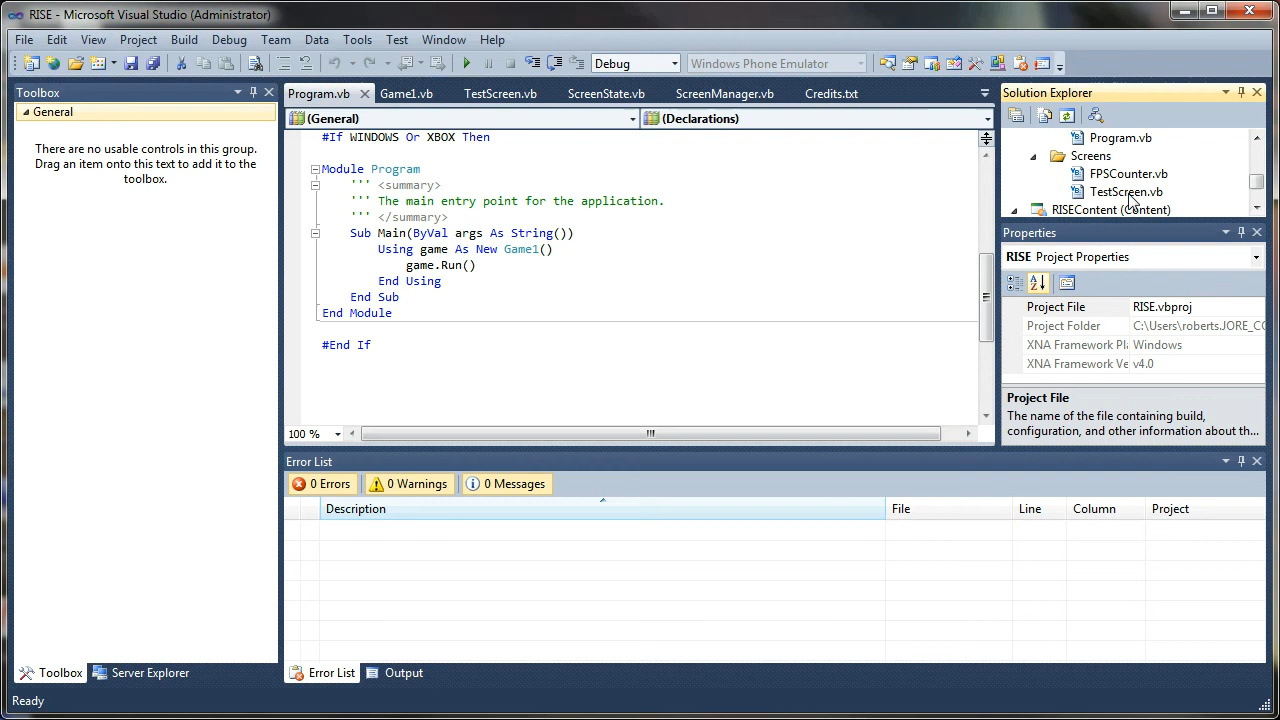 RISE - Microsoft Visual Studio (Administrator)
File Edit View Project Build Debug Team Data Tools Test Window Help
Debug Windows Phone Emulator
Toolbox
General
There are no usable controls in this group.
Drag an item onto this text to add it to the
toolbox.
Toolbox Server Explorer
Program.vb Game1.vb TestScreen.vb ScreenState.vb ScreenManager.vb Credits.txt
(General) (Declarations)
#If WINDOWS Or XBOX Then
Module Program
''' <summary>
''' The main entry point for the application.
''' </summary>
Sub Main(ByVal args As String())
Using game As New Game1()
game.Run()
End Using
End Sub
End Module
#End If
100 %
Solution Explorer
Program.vb
Screens
FPSCounter.vb
TestScreen.vb
RISEContent (Content)
Properties
RISE Project Properties
Project File RISE.vbproj
Project Folder C:\Users\roberts.JORE_CO
XNA Framework Pla Windows
XNA Framework Ve v4.0
Project File
The name of the file containing build,
configuration, and other information about th...
Error List
0 Errors 0 Warnings 0 Messages
Description File Line Column Project
Error List Output
Ready